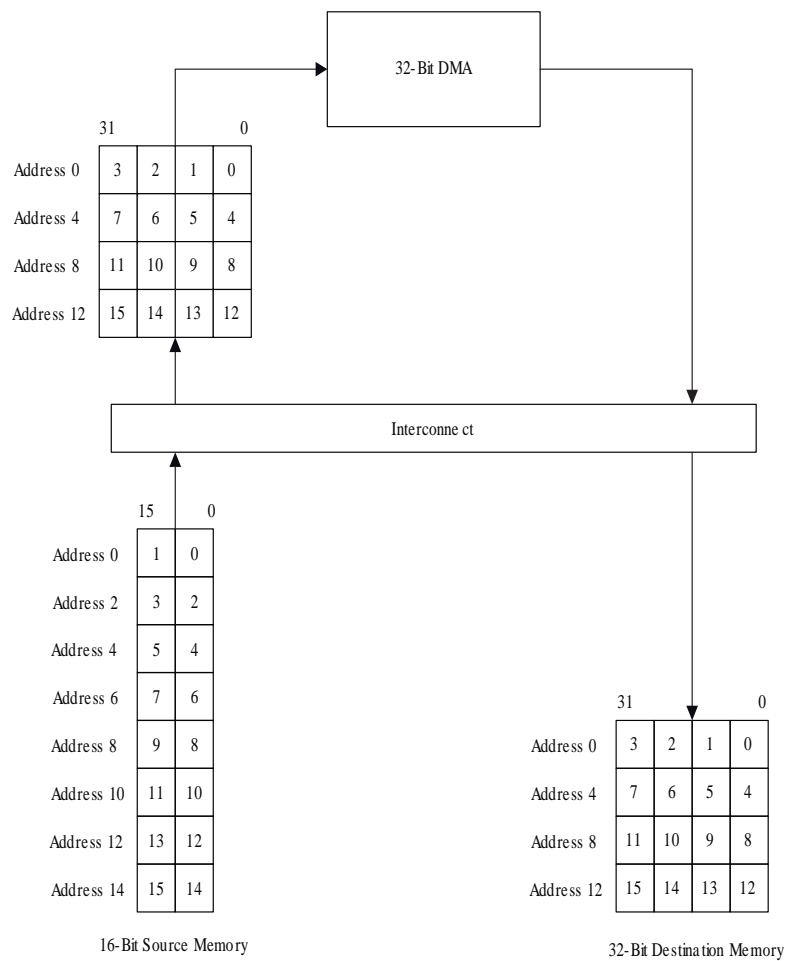 32-Bit DMA
31 0
Address 0 3 2 1 0
Address 4 7 6 5 4
Address 8 11 10 9 8
Address 12 15 14 13 12
Interconnect
15 0
Address 0 1 0
Address 2 3 2
Address 4 5 4
Address 6 7 6
Address 8 9 8
Address 10 11 10
Address 12 13 12
Address 14 15 14
16-Bit Source Memory
31 0
Address 0 3 2 1 0
Address 4 7 6 5 4
Address 8 11 10 9 8
Address 12 15 14 13 12
32-Bit Destination Memory